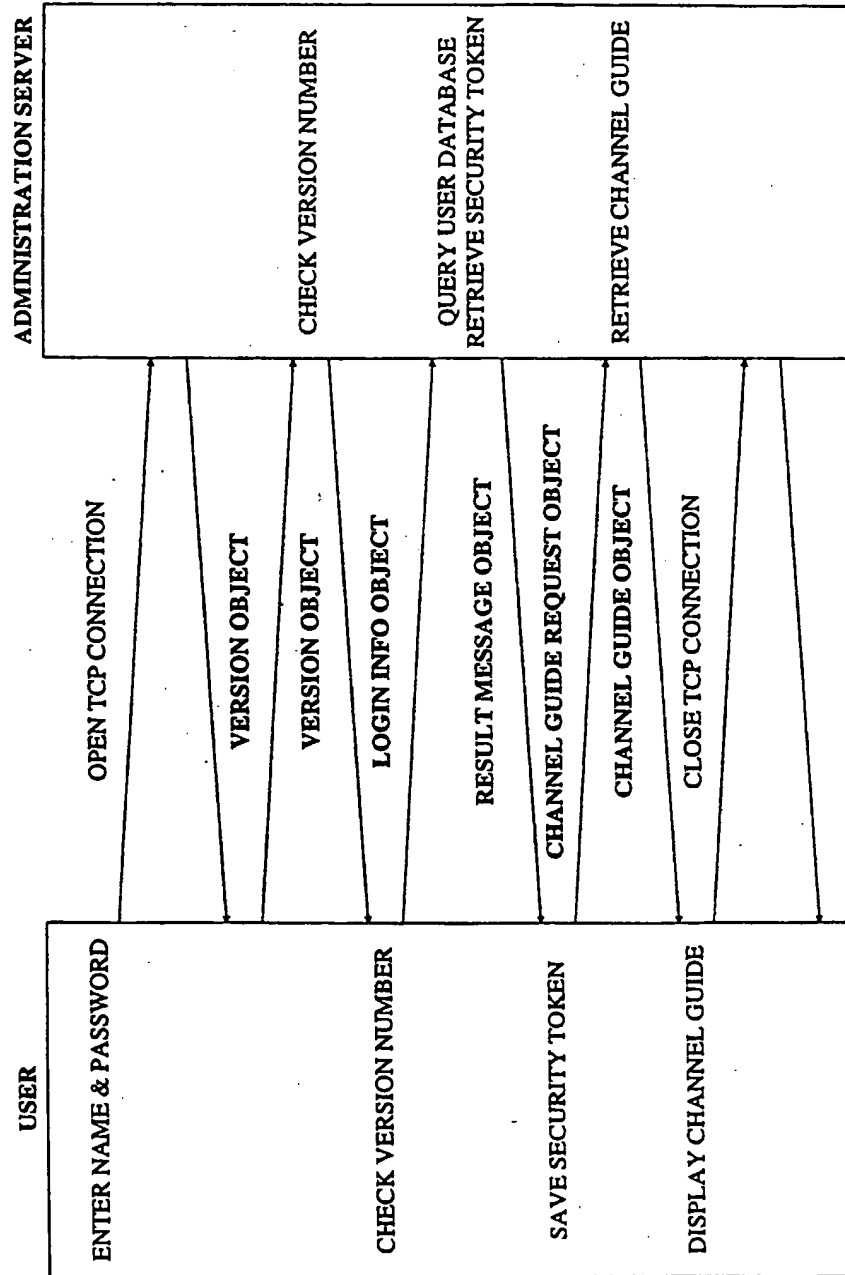 USER
ADMINISTRATION SERVER
ENTER NAME & PASSWORD
OPEN TCP CONNECTION
VERSION OBJECT
VERSION OBJECT
CHECK VERSION NUMBER
CHECK VERSION NUMBER
LOGIN INFO OBJECT
QUERY USER DATABASE
RETRIEVE SECURITY TOKEN
RESULT MESSAGE OBJECT
SAVE SECURITY TOKEN
CHANNEL GUIDE REQUEST OBJECT
RETRIEVE CHANNEL GUIDE
CHANNEL GUIDE OBJECT
DISPLAY CHANNEL GUIDE
CLOSE TCP CONNECTION